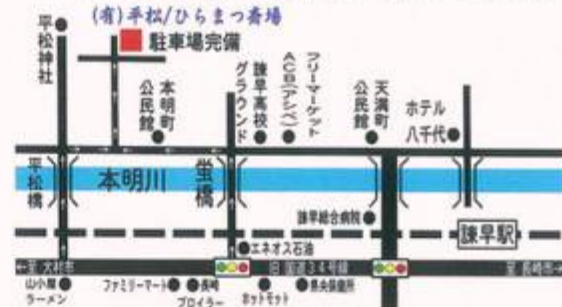 (有)平松/ひらまつ斎場
駐車場完備
平松神社
本明町
公民館
諫早高校
グラウンド
フリーマーケット
ACB(アシベ)
天満町
公民館
ホテル
八千代
平松橋
本明川
蛍橋
諫早総合病院
諫早駅
エネオス石油
←至 大村市
旧 国道34号線
至 長崎市→
山小屋
ラーメン
ファミリーマート
長崎
ブロイラー
ホットモット
県央保健所